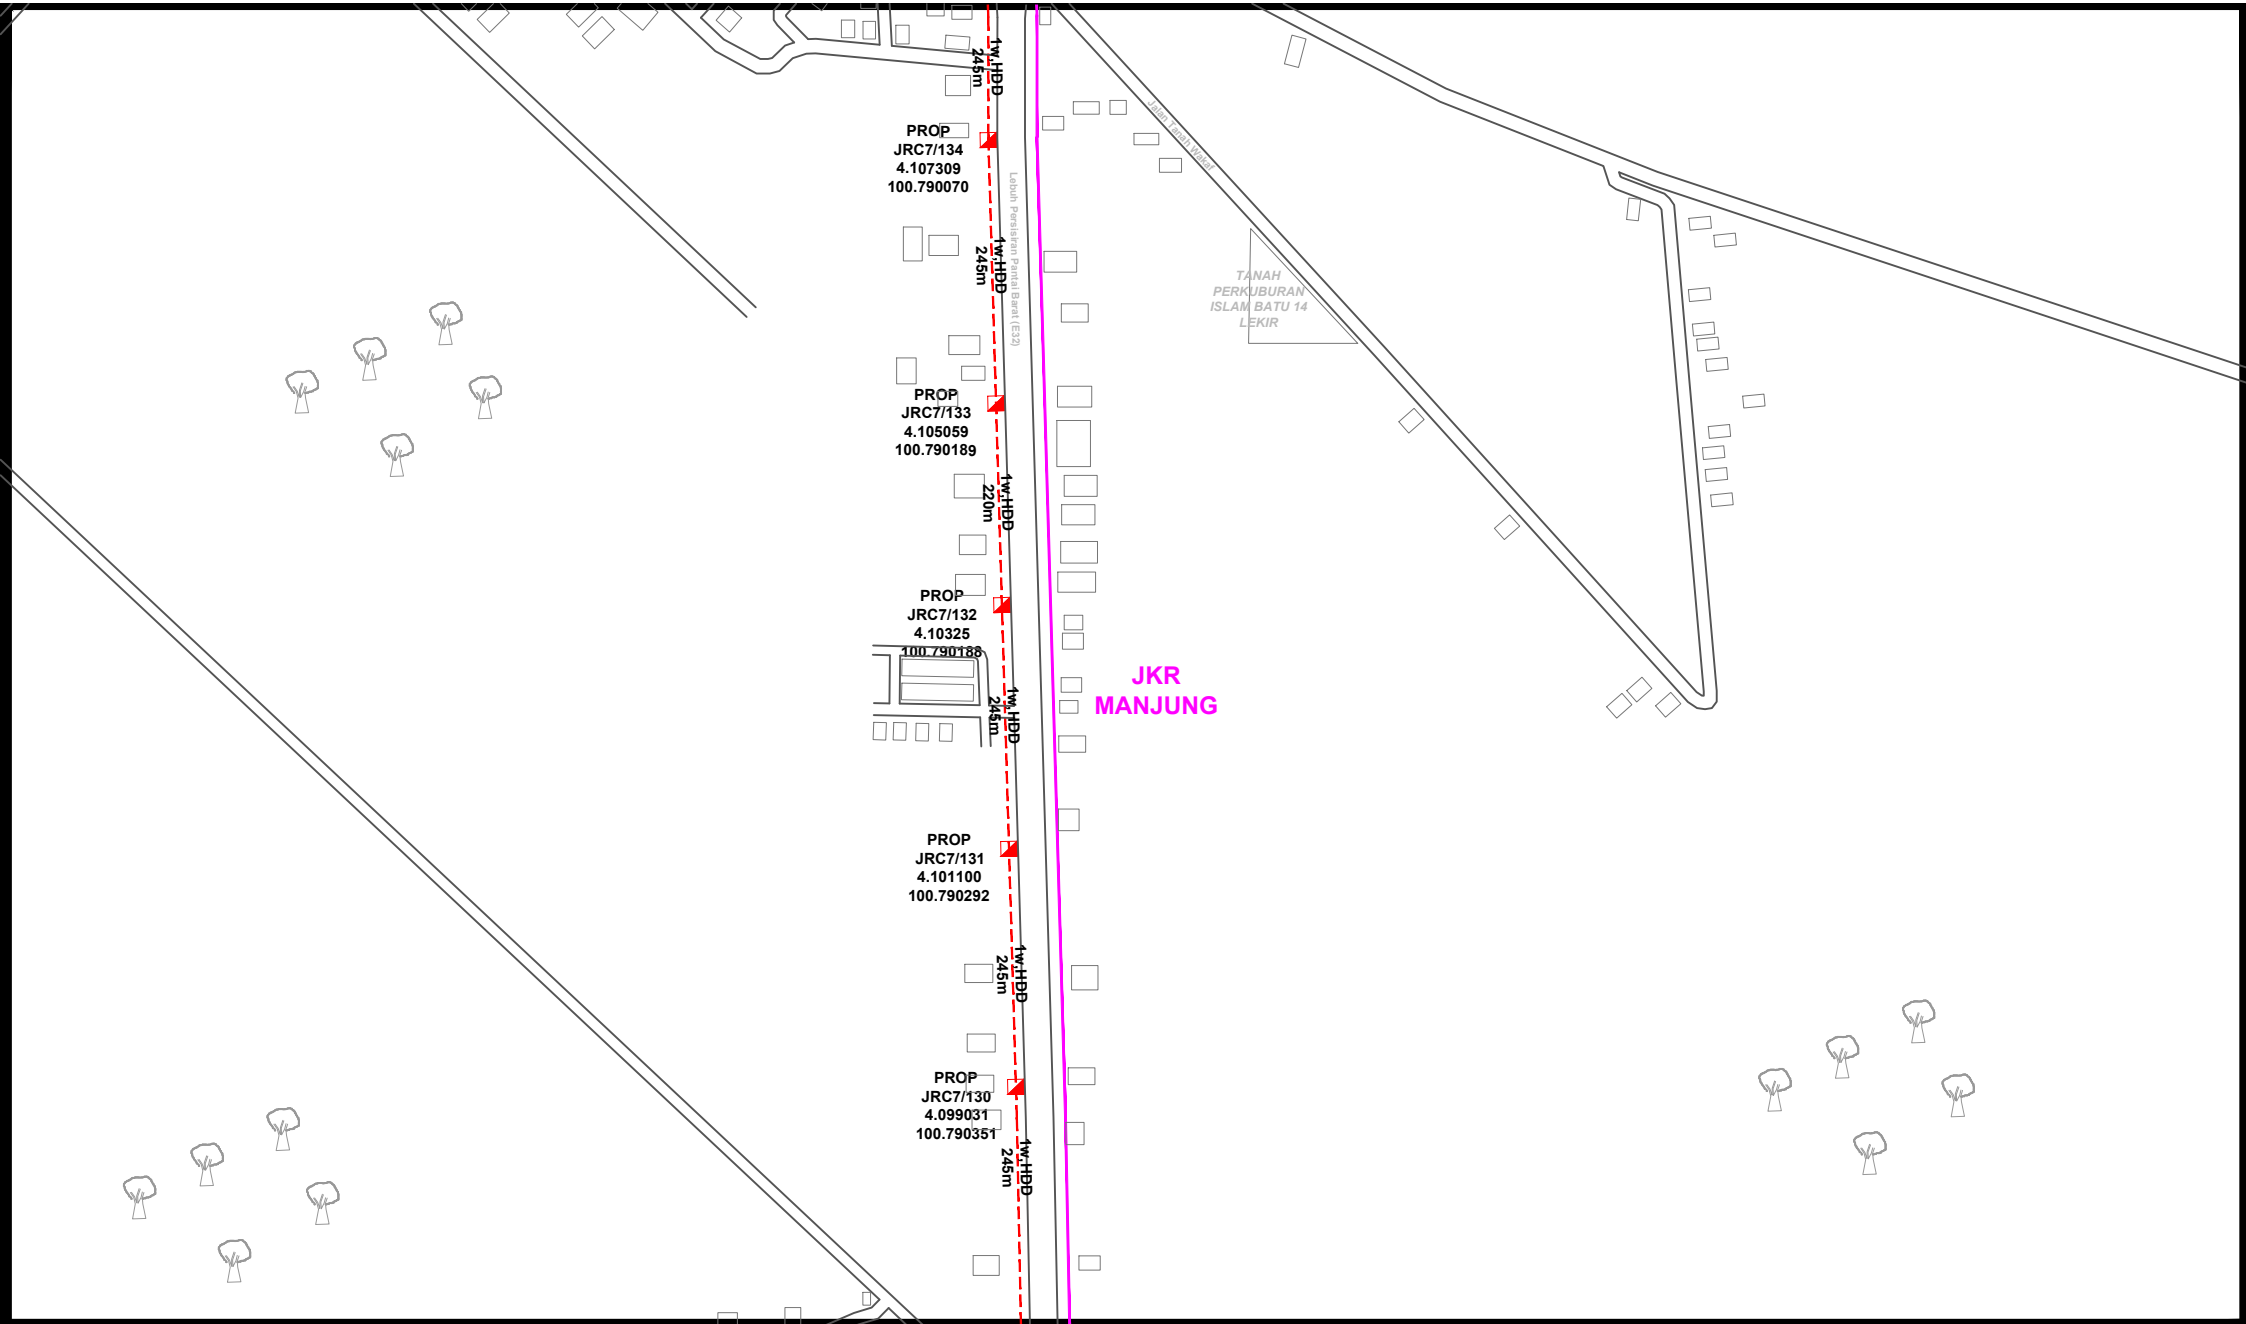 1w,HDD
245m
PROP
JRC7/134
4.107309
100.790070
Jalan Tanah Wakaf
Lebuh Persisiran Pantai Barat (E32)
1w,HDD
245m
TANAH
PERKUBURAN
ISLAM BATU 14
LEKIR
PROP
JRC7/133
4.105059
100.790189
1w,HDD
220m
PROP
JRC7/132
4.10325
100.790188
JKR
MANJUNG
1w,HDD
245m
PROP
JRC7/131
4.101100
100.790292
1w,HDD
245m
PROP
JRC7/130
4.099031
100.790351
1w,HDD
245m